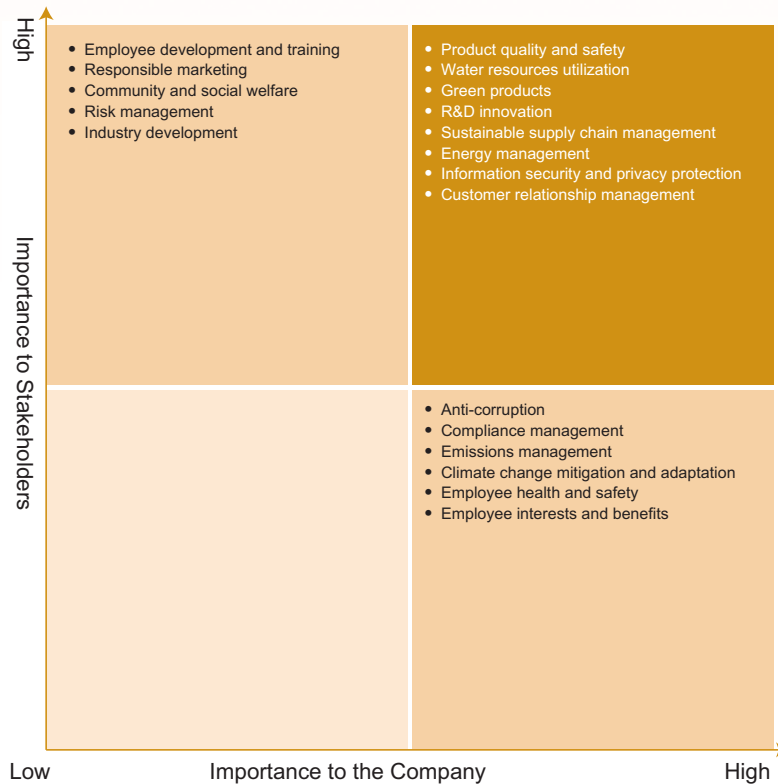 High
• Employee development and training
• Responsible marketing
• Community and social welfare
• Risk management
• Industry development
• Product quality and safety
• Water resources utilization
• Green products
• R&D innovation
• Sustainable supply chain management
• Energy management
• Information security and privacy protection
• Customer relationship management
Importance to Stakeholders
• Anti-corruption
• Compliance management
• Emissions management
• Climate change mitigation and adaptation
• Employee health and safety
• Employee interests and benefits
Low
Importance to the Company
High